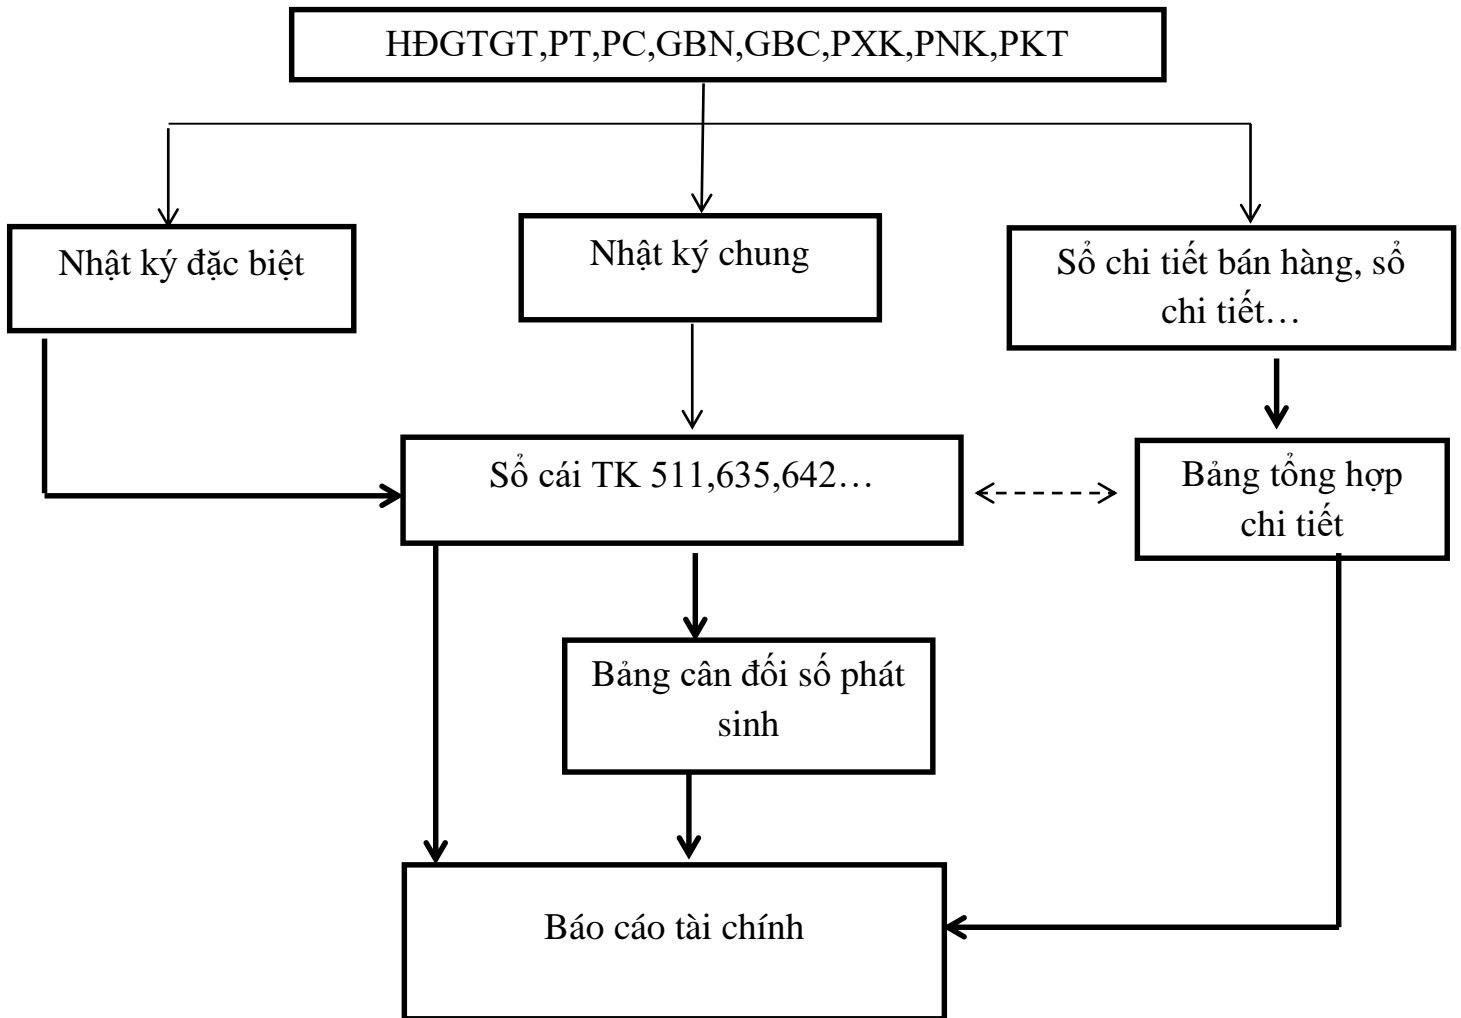 HĐGTGT,PT,PC,GBN,GBC,PXK,PNK,PKT
Nhật ký đặc biệt
Nhật ký chung
Sổ chi tiết bán hàng, sổ
chi tiết…
Sổ cái TK 511,635,642…
Bảng tổng hợp
chi tiết
Bảng cân đối số phát
sinh
Báo cáo tài chính